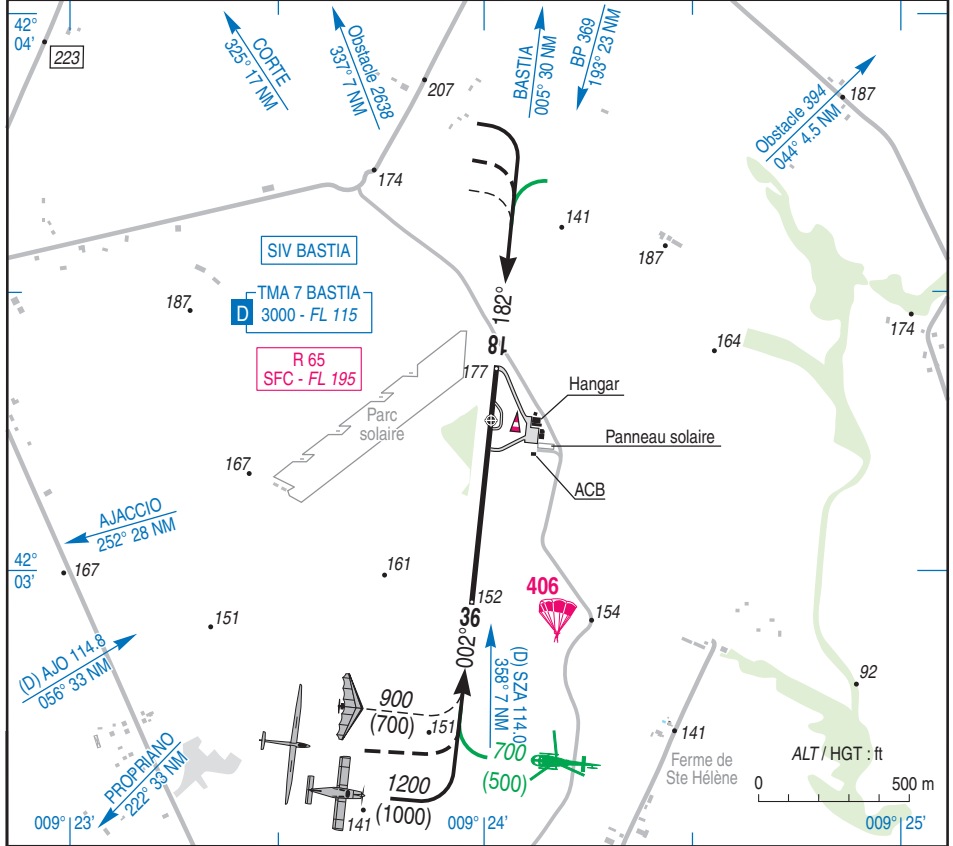 42°
04'
223
CORTE
325° 17 NM
Obstacle 2638
337° 7 NM
207
BASTIA
005° 30 NM
BP 369
193° 23 NM
Obstacle 394
044° 4.5 NM
187
174
141
187
SIV BASTIA
TMA 7 BASTIA
D
3000 - FL 115
187
182°
18
174
164
R 65
SFC - FL 195
177
Hangar
Parc
solaire
Panneau solaire
167
ACB
AJACCIO
252° 28 NM
42°
03'
167
161
406
152
36
154
151
002°
(D) AJO 114.8
056° 33 NM
(D) SZA 114.0
358° 7 NM
92
900
(700)
151
141
700
(500)
Ferme de
Ste Hélène
ALT / HGT : ft
0
500 m
PROPRIANO
222° 33 NM
1200
(1000)
141
009° 23'
009° 24'
009° 25'